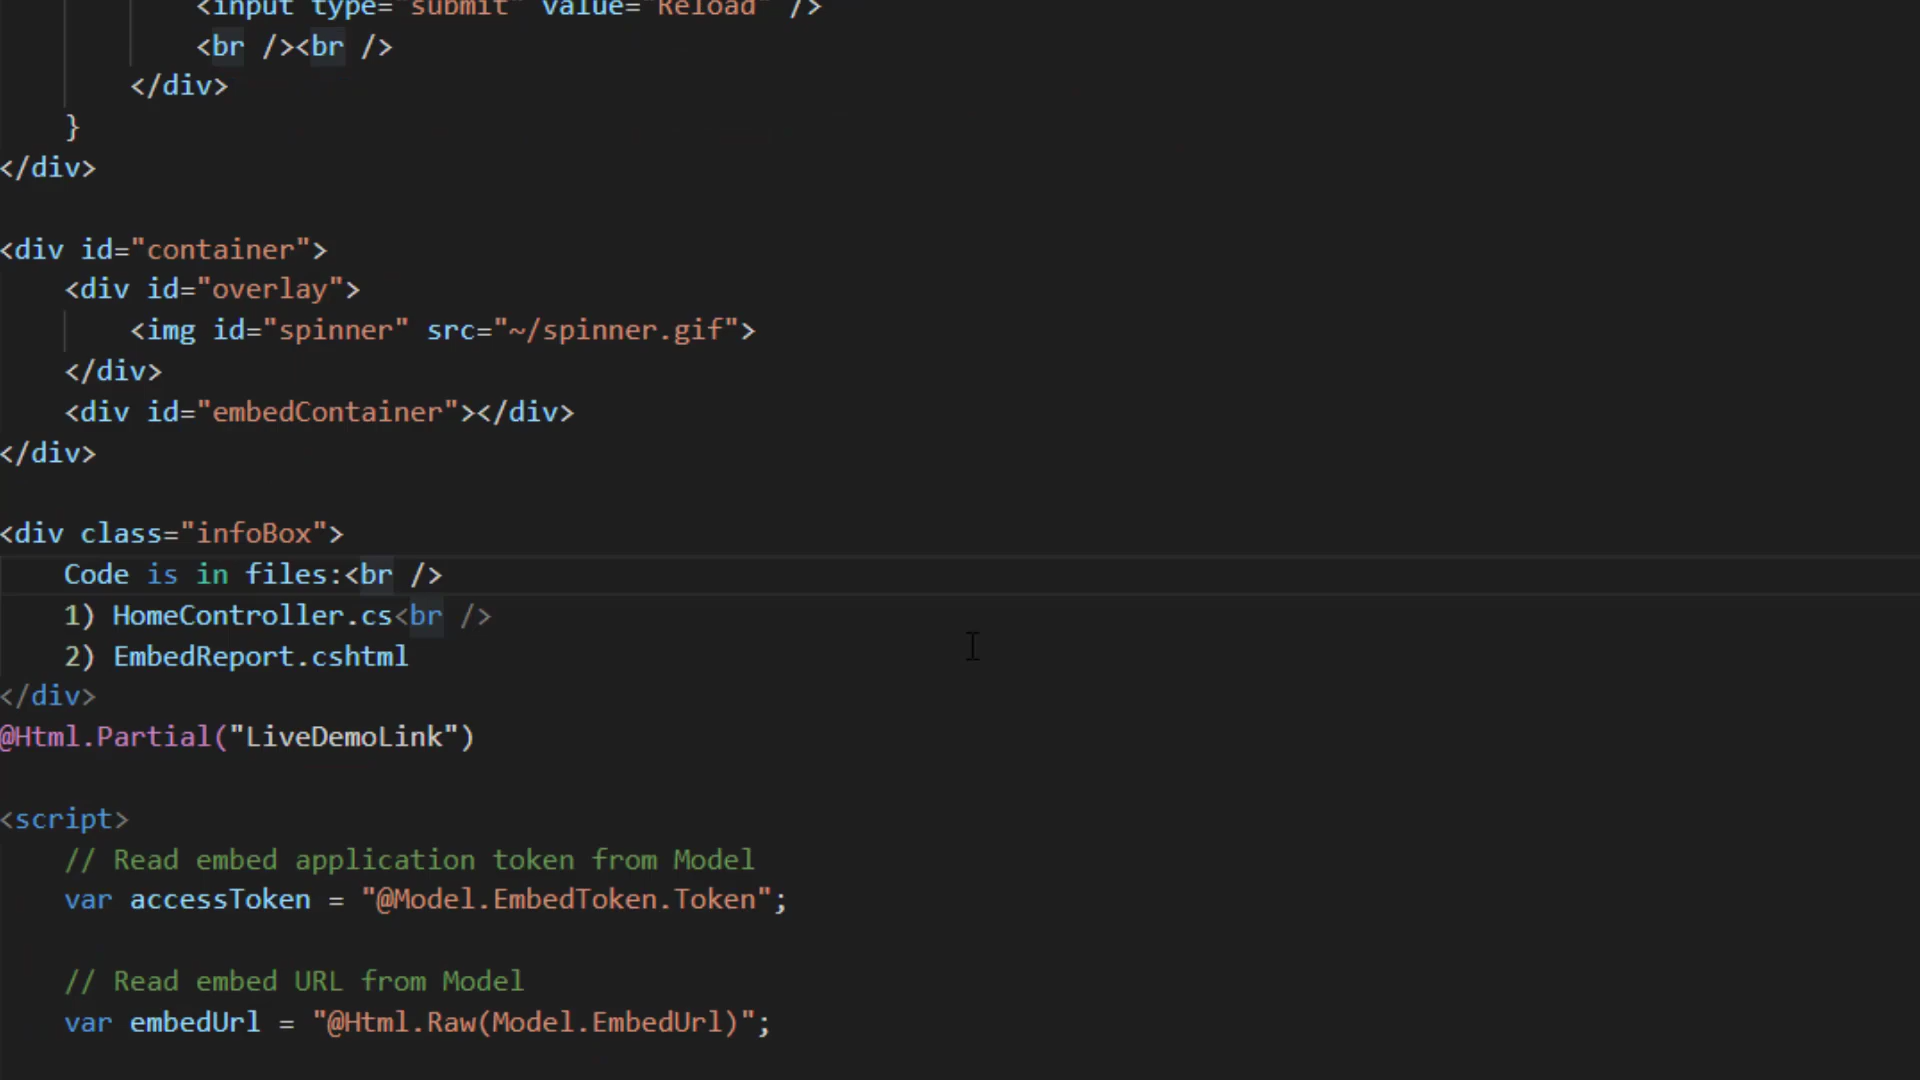 <input type="submit" value="Reload" />
<br /><br />
</div>
}
</div>
<div id="container">
<div id="overlay">
<img id="spinner" src="~/spinner.gif">
</div>
<div id="embedContainer"></div>
</div>
<div class="infoBox">
Code is in files:<br />
1) HomeController.cs<br />
2) EmbedReport.cshtml
</div>
@Html.Partial("LiveDemoLink")
<script>
// Read embed application token from Model
var accessToken = "@Model.EmbedToken.Token";
// Read embed URL from Model
var embedUrl = "@Html.Raw(Model.EmbedUrl)";